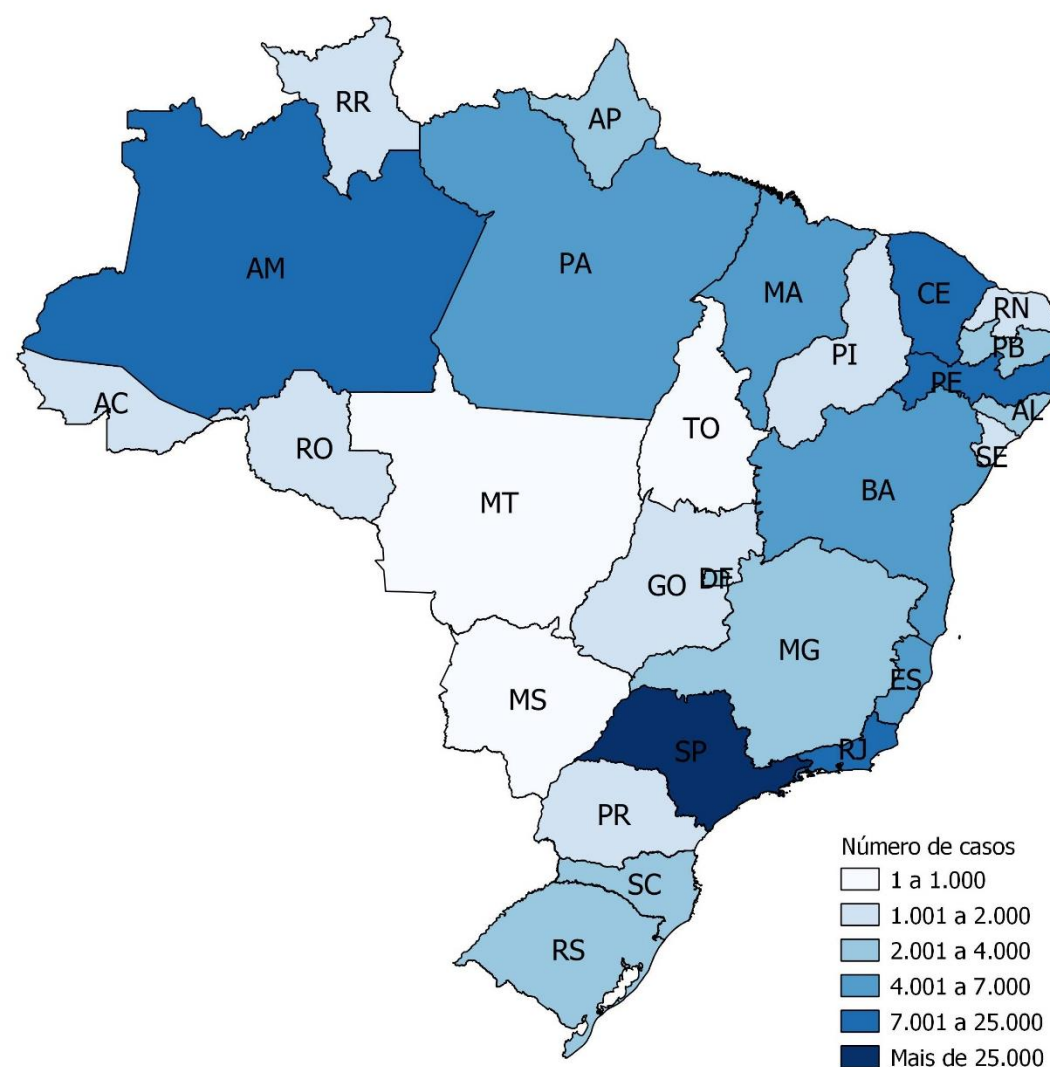 RR
AP
AM
PA
MA
CE
RN
PI
PB
PE
AC
AL
TO
RO
SE
BA
MT
GO
DF
MG
MS
ES
SP
RJ
PR
SC
RS
Número de casos
1 a 1.000
1.001 a 2.000
2.001 a 4.000
4.001 a 7.000
7.001 a 25.000
Mais de 25.000